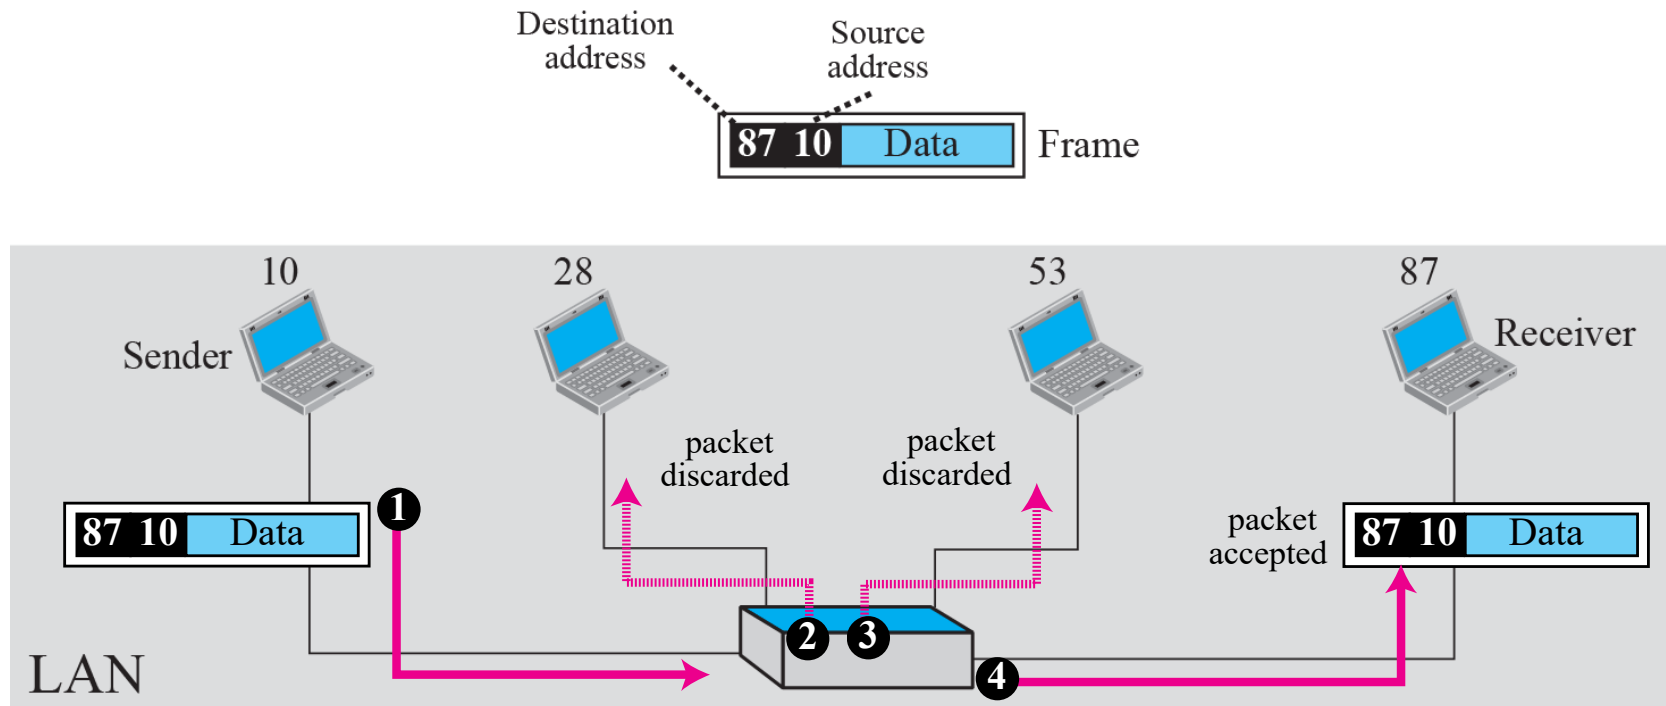 Destination
address
Source
address
87 10 Data
Frame
10
28
53
87
Sender
Receiver
packet
discarded
packet
discarded
87 10 Data
1
packet
accepted
87 10 Data
2
3
4
LAN